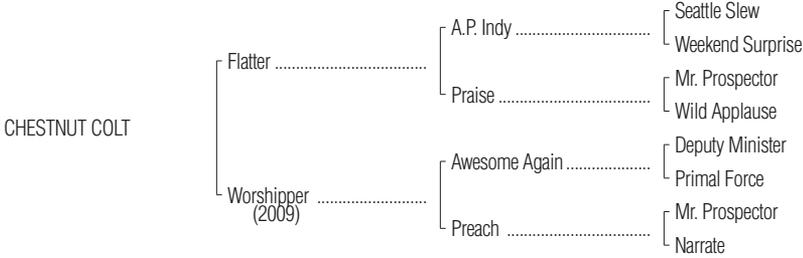 Seattle Slew
A.P. Indy ................................
Weekend Surprise
Flatter ....................................
Mr. Prospector
Praise ....................................
Wild Applause
CHESTNUT COLT
Deputy Minister
Awesome Again ....................
Primal Force
Worshipper ..........................
(2009)
Mr. Prospector
Preach ..................................
Narrate